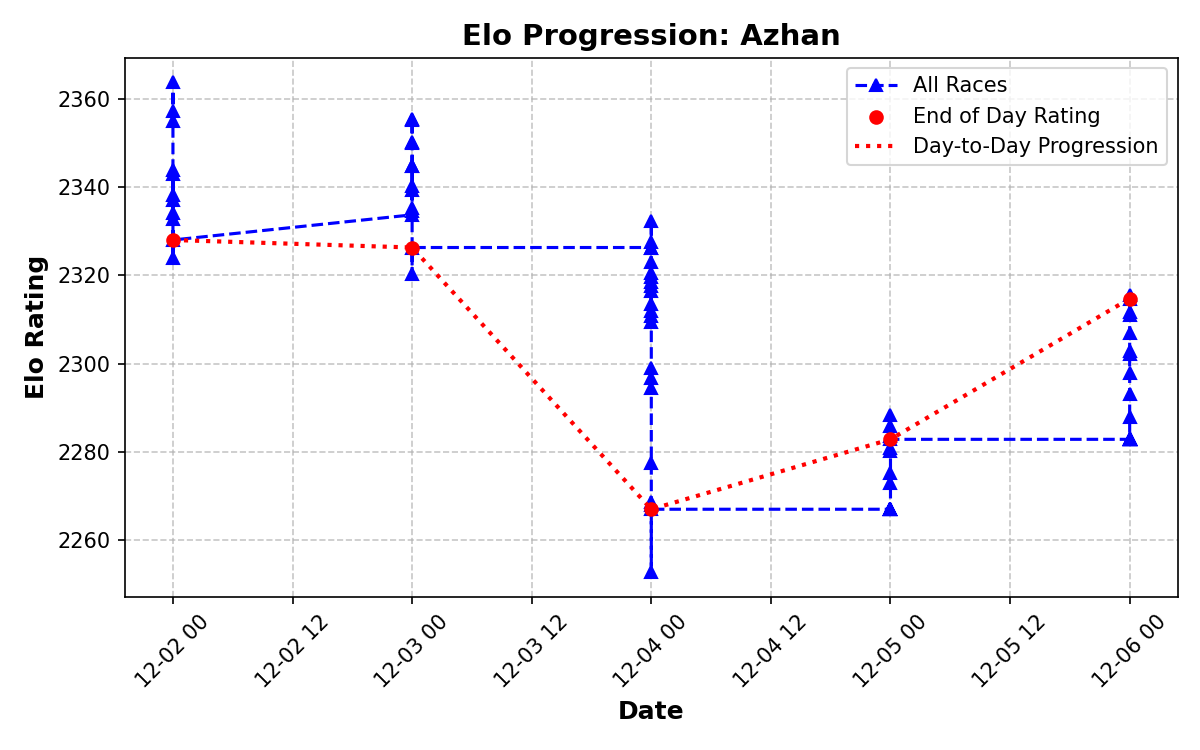 Elo Progression: Azhan
All Races
End of Day Rating
Day-to-Day Progression
Elo Rating
2360
2340
2320
2300
2280
2260
12-02 00
12-02 12
12-03 00
12-03 12
12-04 00
12-04 12
12-05 00
12-05 12
12-06 00
Date